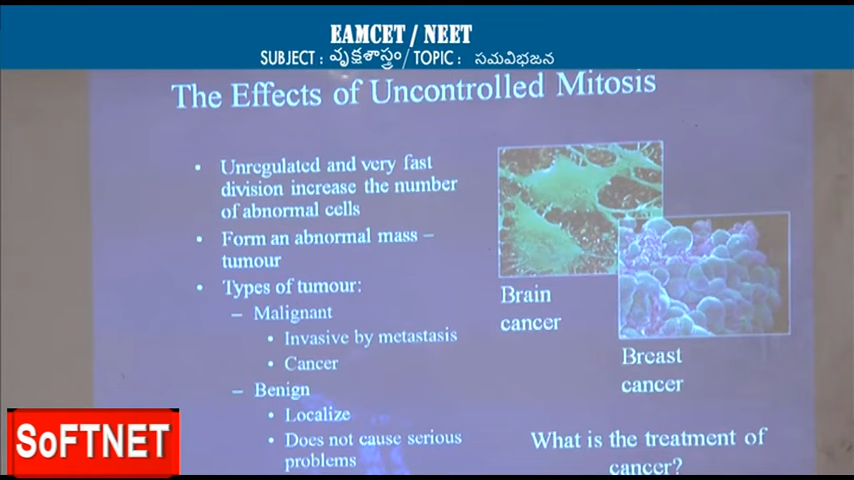 EAMCET / NEET
SUBJECT : వృక్షశాస్త్రం / TOPIC : సమవిభజన
The Effects of Uncontrolled Mitosis
• Unregulated and very fast
division increase the number
of abnormal cells
• Form an abnormal mass –
tumour
• Types of tumour:
– Malignant
• Invasive by metastasis
• Cancer
– Benign
• Localize
• Does not cause serious
problems
Brain
cancer
Breast
cancer
What is the treatment of
cancer?
SoFTNET